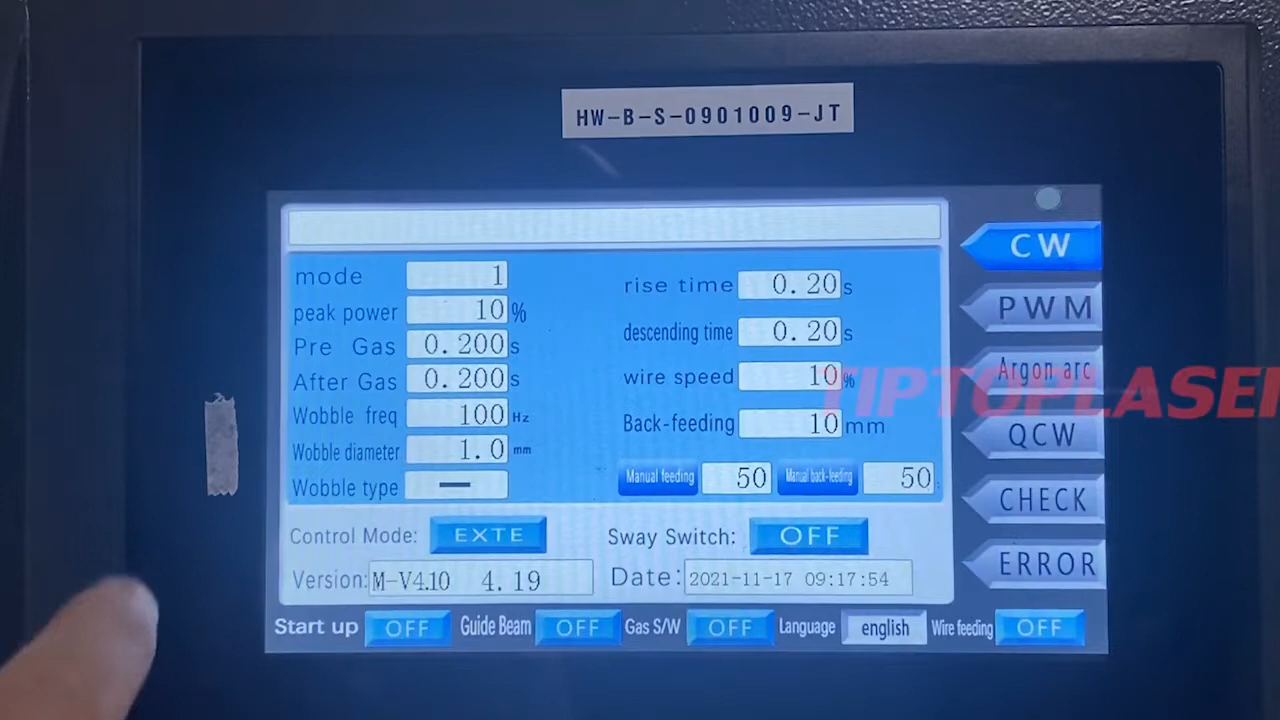 HW-B-S-0901009-JT
CW
mode 1
rise time 0.20 s
peak power 10 %
PWM
Pre Gas 0.200 s
descending time 0.20 s
After Gas 0.200 s
wire speed 10 %
Argon arc
TIPTOPLASER
Wobble freq 100 Hz
Back-feeding 10 mm
QCW
Wobble diameter 1.0 mm
Manual feeding 50 Manual back-feeding 50
Wobble type —
CHECK
Control Mode: EXTE Sway Switch: OFF
ERROR
Version: M-V4.10 4.19 Date: 2021-11-17 09:17:54
Start up OFF Guide Beam OFF Gas S/W OFF Language english Wire feeding OFF